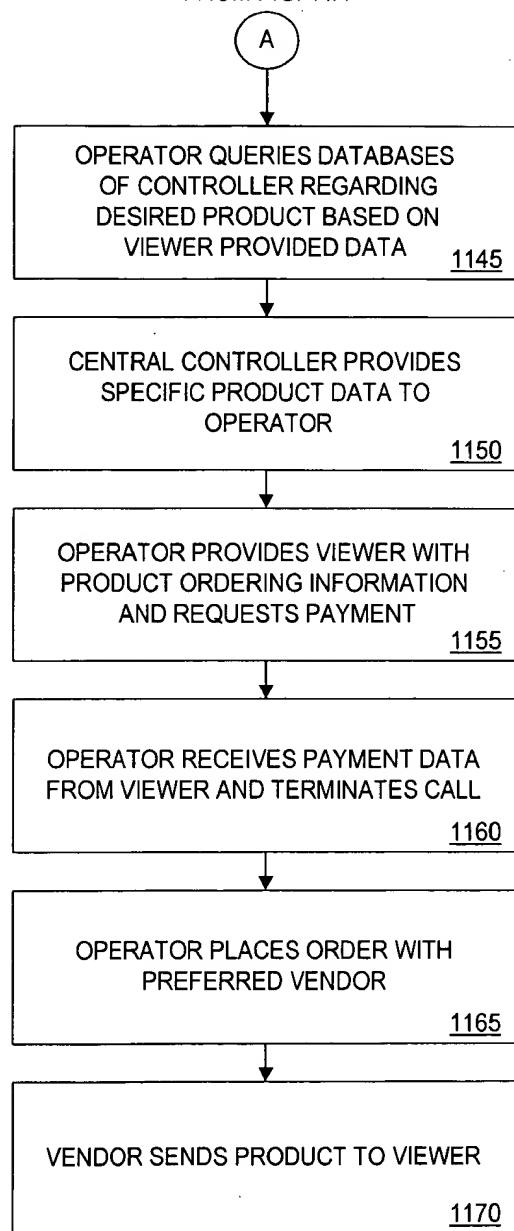 A
OPERATOR QUERIES DATABASES
OF CONTROLLER REGARDING
DESIRED PRODUCT BASED ON
VIEWER PROVIDED DATA
1145
CENTRAL CONTROLLER PROVIDES
SPECIFIC PRODUCT DATA TO
OPERATOR
1150
OPERATOR PROVIDES VIEWER WITH
PRODUCT ORDERING INFORMATION
AND REQUESTS PAYMENT
1155
OPERATOR RECEIVES PAYMENT DATA
FROM VIEWER AND TERMINATES CALL
1160
OPERATOR PLACES ORDER WITH
PREFERRED VENDOR
1165
VENDOR SENDS PRODUCT TO VIEWER
1170